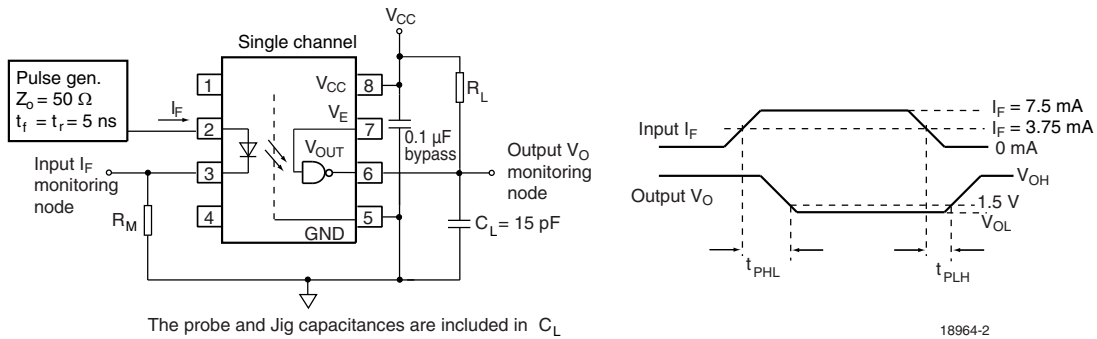 V_CC
Single channel
Pulse gen.
Z_o = 50 Ω
t_f = t_r = 5 ns
I_F
1
2
3
4
V_CC
V_E
V_OUT
GND
8
7
6
5
R_L
0.1 µF
bypass
Input I_F
monitoring
node
R_M
Output V_O
monitoring
node
C_L = 15 pF
The probe and Jig capacitances are included in C_L
Input I_F
I_F = 7.5 mA
I_F = 3.75 mA
0 mA
Output V_O
V_OH
1.5 V
V_OL
t_PHL
t_PLH
18964-2